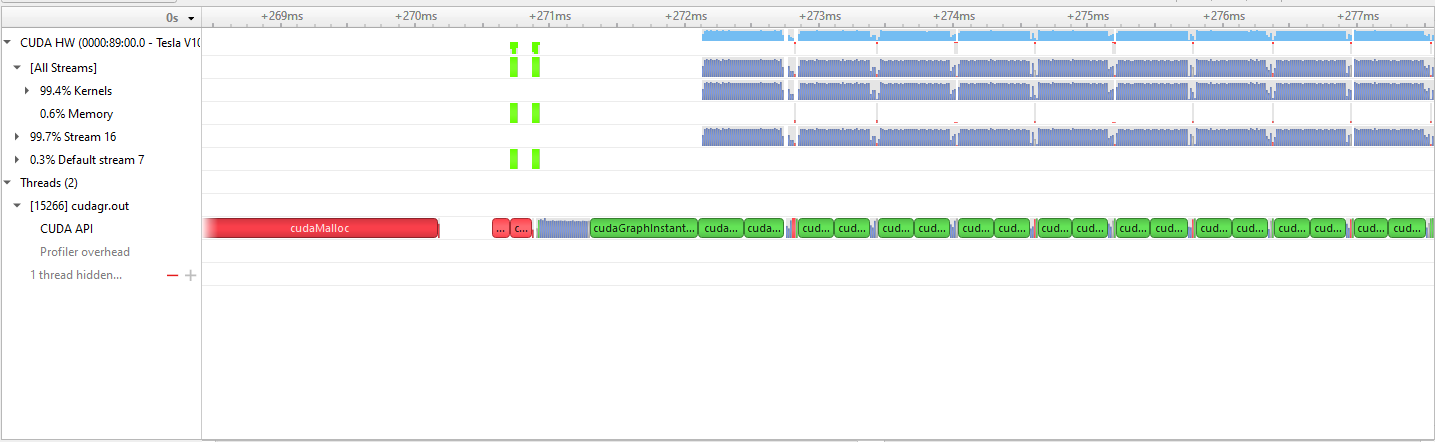 0s +269ms +270ms +271ms +272ms +273ms +274ms +275ms +276ms +277ms
CUDA HW (0000:89:00.0 - Tesla V10
[All Streams]
99.4% Kernels
0.6% Memory
99.7% Stream 16
0.3% Default stream 7
Threads (2)
[15266] cudagr.out
CUDA API cudaMalloc ... c... cudaGraphInstant... cuda... cuda... cud... cud... cud... cud... cud... cud... cud... cud... cud... cud... cud... cud... cud... cud... cud... cud...
Profiler overhead
1 thread hidden... — +